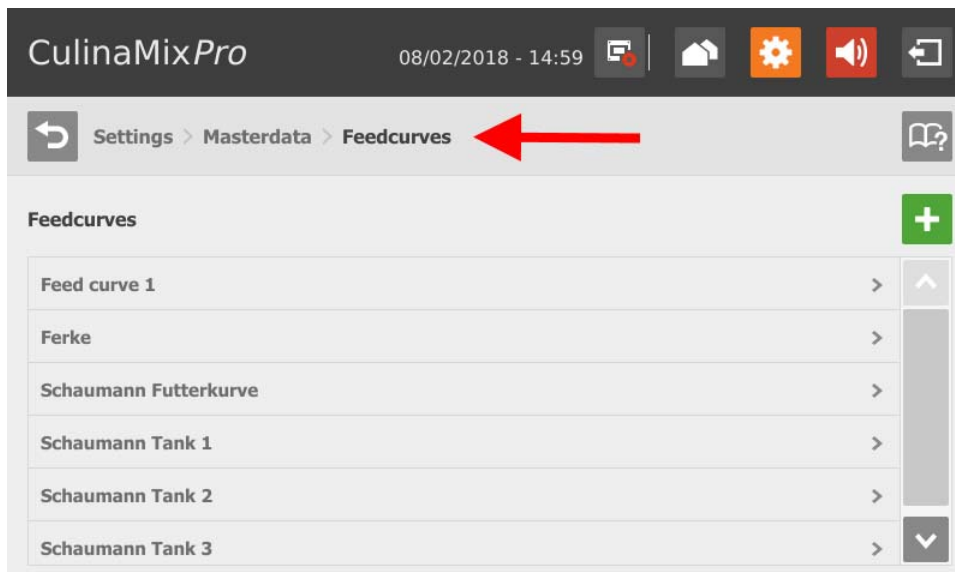 CulinaMixPro 08/02/2018 - 14:59
Settings > Masterdata > Feedcurves
Feedcurves
Feed curve 1
Ferke
Schaumann Futterkurve
Schaumann Tank 1
Schaumann Tank 2
Schaumann Tank 3